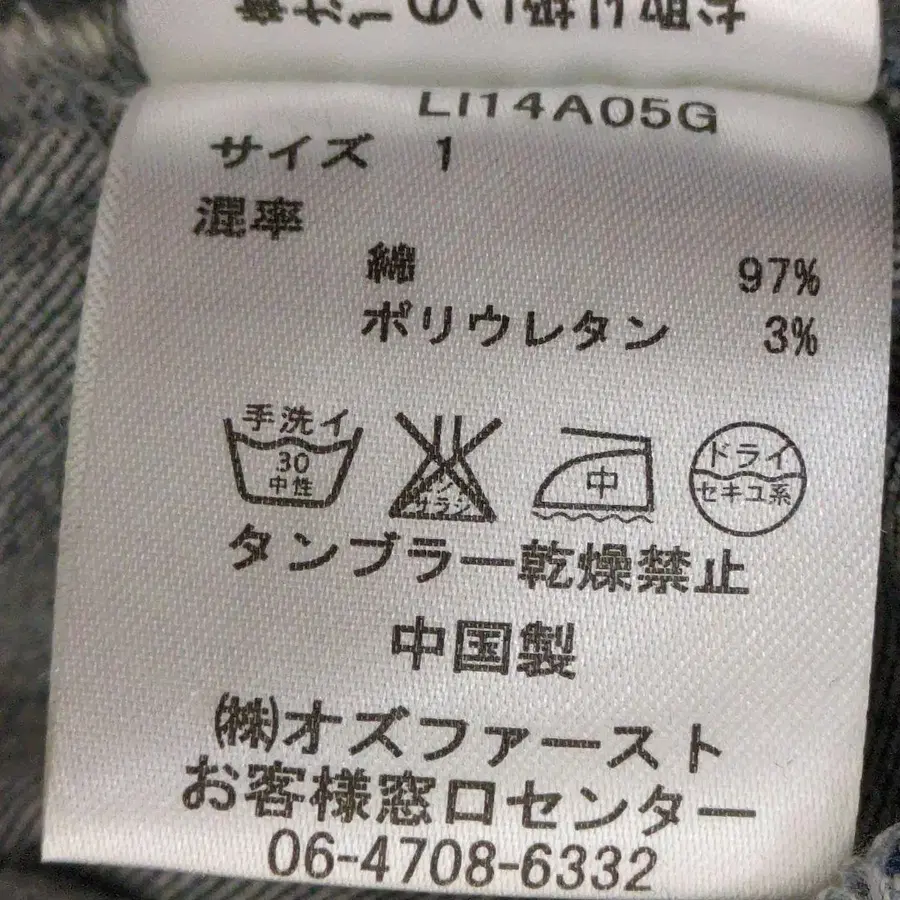 LI14A05G
サイズ 1
混率
綿 97%
ポリウレタン 3%
手洗イ
30
中性
エンソ
サラシ
中
ドライ
セキユ系
タンブラー乾燥禁止
中国製
㈱オズファースト
お客様窓口センター
06-4708-6332